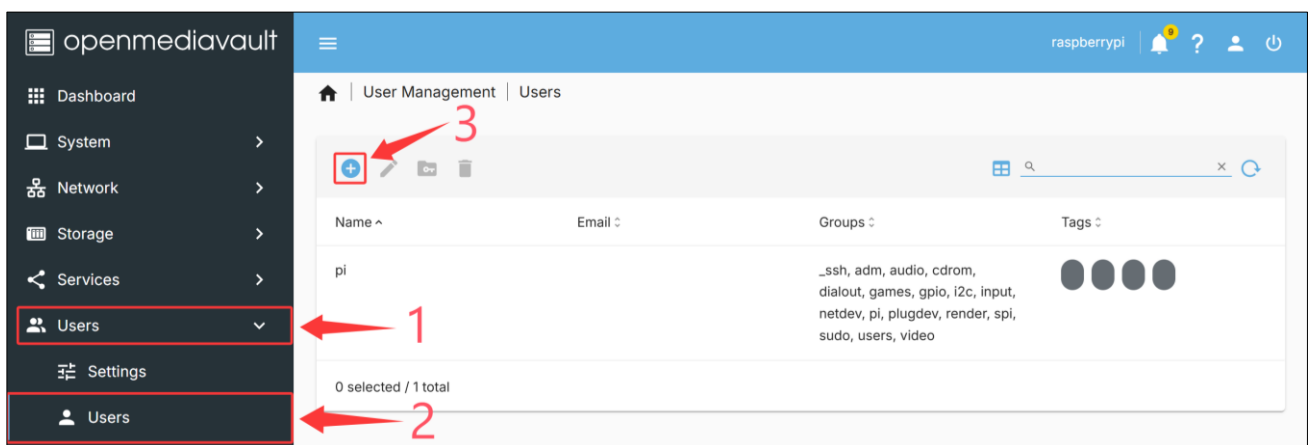 openmediavault
raspberrypi
9
?
Dashboard
User Management | Users
3
System
Network
Name
Email
Groups
Tags
Storage
pi
_ssh, adm, audio, cdrom,
dialout, games, gpio, i2c, input,
netdev, pi, plugdev, render, spi,
sudo, users, video
Services
Users
1
Settings
0 selected / 1 total
Users
2